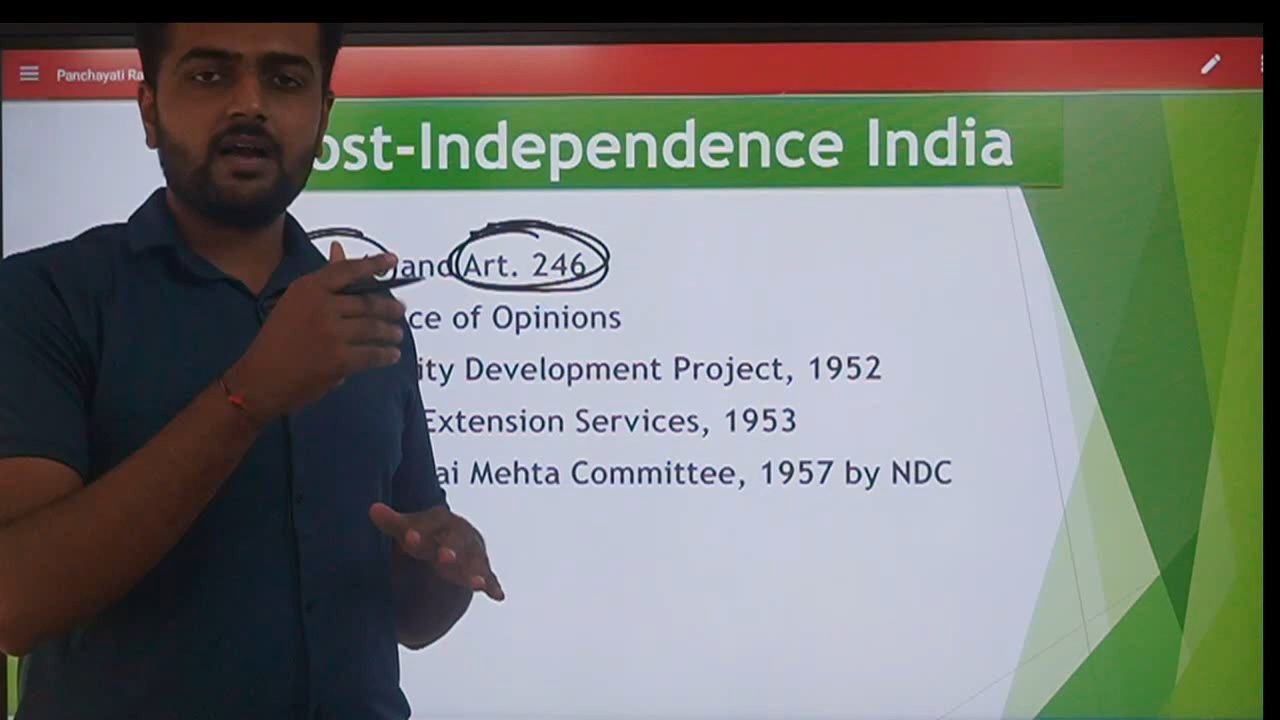 Panchayati Ra
ost-Independence India
and Art. 246
ce of Opinions
ity Development Project, 1952
Extension Services, 1953
ai Mehta Committee, 1957 by NDC